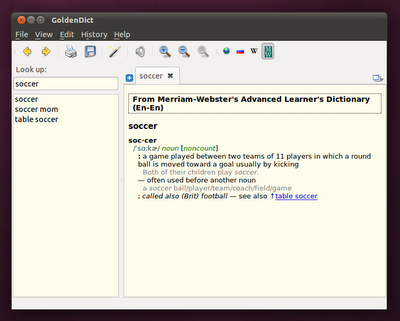 GoldenDict
File View Edit History Help
W
Look up:
soccer
soccer
soccer mom
table soccer
soccer
From Merriam-Webster's Advanced Learner's Dictionary
(En-En)
soccer
soc·cer
/ˈsɑːkɚ/ noun [noncount]
: a game played between two teams of 11 players in which a round
ball is moved toward a goal usually by kicking
Both of their children play soccer.
— often used before another noun
a soccer ball/player/team/coach/field/game
; called also (Brit) football — see also ↑table soccer